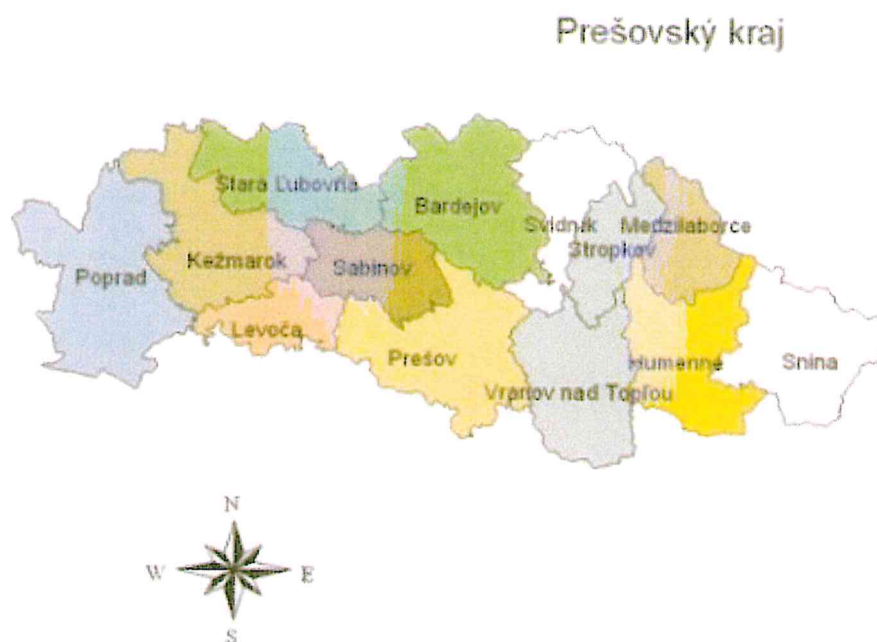 Prešovský kraj
Stará Ľubovňa
Bardejov
Svidník
Medzilaborce
Stropkov
Kežmarok
Sabinov
Poprad
Levoča
Prešov
Humenné
Snina
Vranov nad Topľou
N
W
E
S